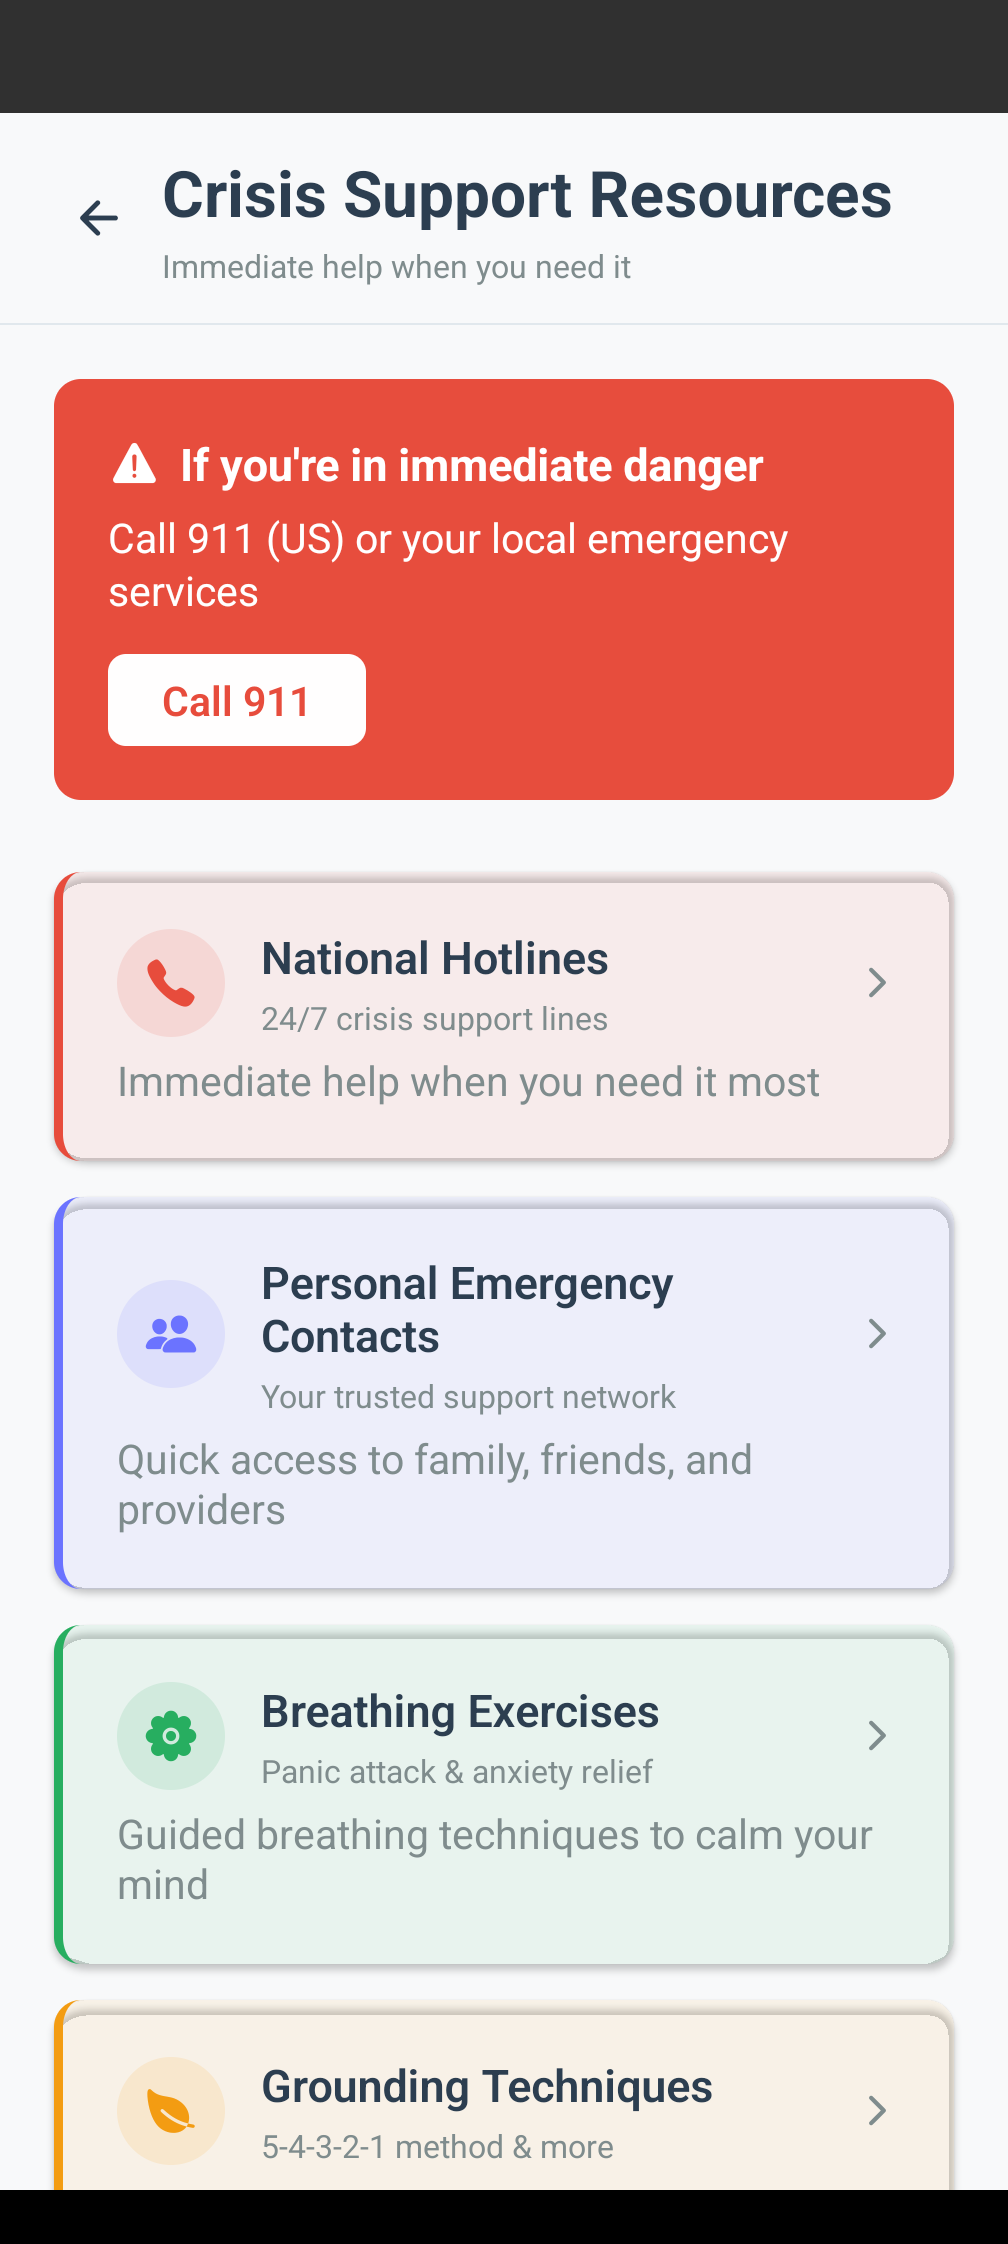 Crisis Support Resources
Immediate help when you need it
If you're in immediate danger
Call 911 (US) or your local emergency
services
Call 911
National Hotlines
24/7 crisis support lines
Immediate help when you need it most
Personal Emergency
Contacts
Your trusted support network
Quick access to family, friends, and
providers
Breathing Exercises
Panic attack & anxiety relief
Guided breathing techniques to calm your
mind
Grounding Techniques
5-4-3-2-1 method & more